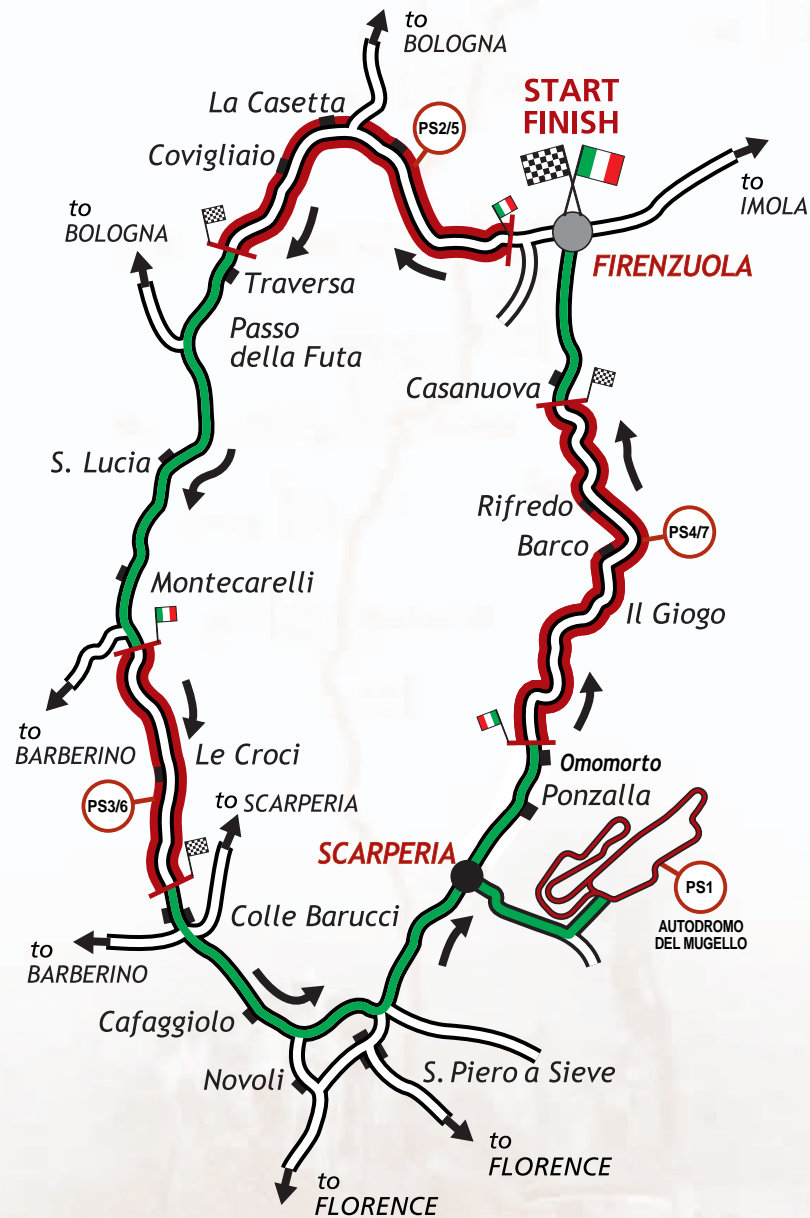 to
BOLOGNA
La Casetta
PS2/5
START
FINISH
Covigliaio
to
IMOLA
to
BOLOGNA
FIRENZUOLA
Traversa
Passo
della Futa
Casanuova
S. Lucia
Rifredo
PS4/7
Barco
Montecarelli
Il Giogo
to
BARBERINO
Le Croci
Omomorto
Ponzalla
PS3/6
to SCARPERIA
SCARPERIA
PS1
AUTODROMO
DEL MUGELLO
Colle Barucci
to
BARBERINO
Cafaggiolo
Novoli
S. Piero a Sieve
to
FLORENCE
to
FLORENCE